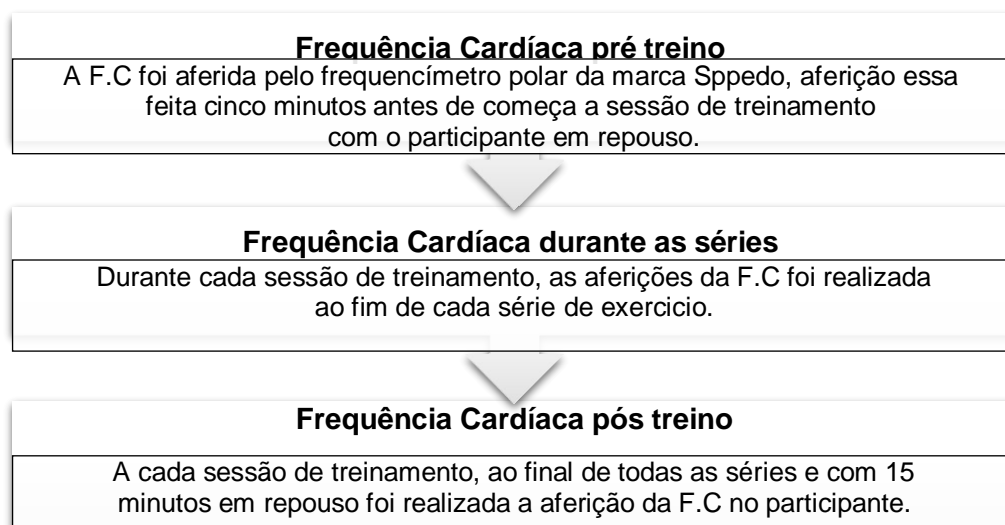 Frequência Cardíaca pré treino
A F.C foi aferida pelo frequencímetro polar da marca Sppedo, aferição essa
feita cinco minutos antes de começa a sessão de treinamento
com o participante em repouso.
Frequência Cardíaca durante as séries
Durante cada sessão de treinamento, as aferições da F.C foi realizada
ao fim de cada série de exercicio.
Frequência Cardíaca pós treino
A cada sessão de treinamento, ao final de todas as séries e com 15
minutos em repouso foi realizada a aferição da F.C no participante.